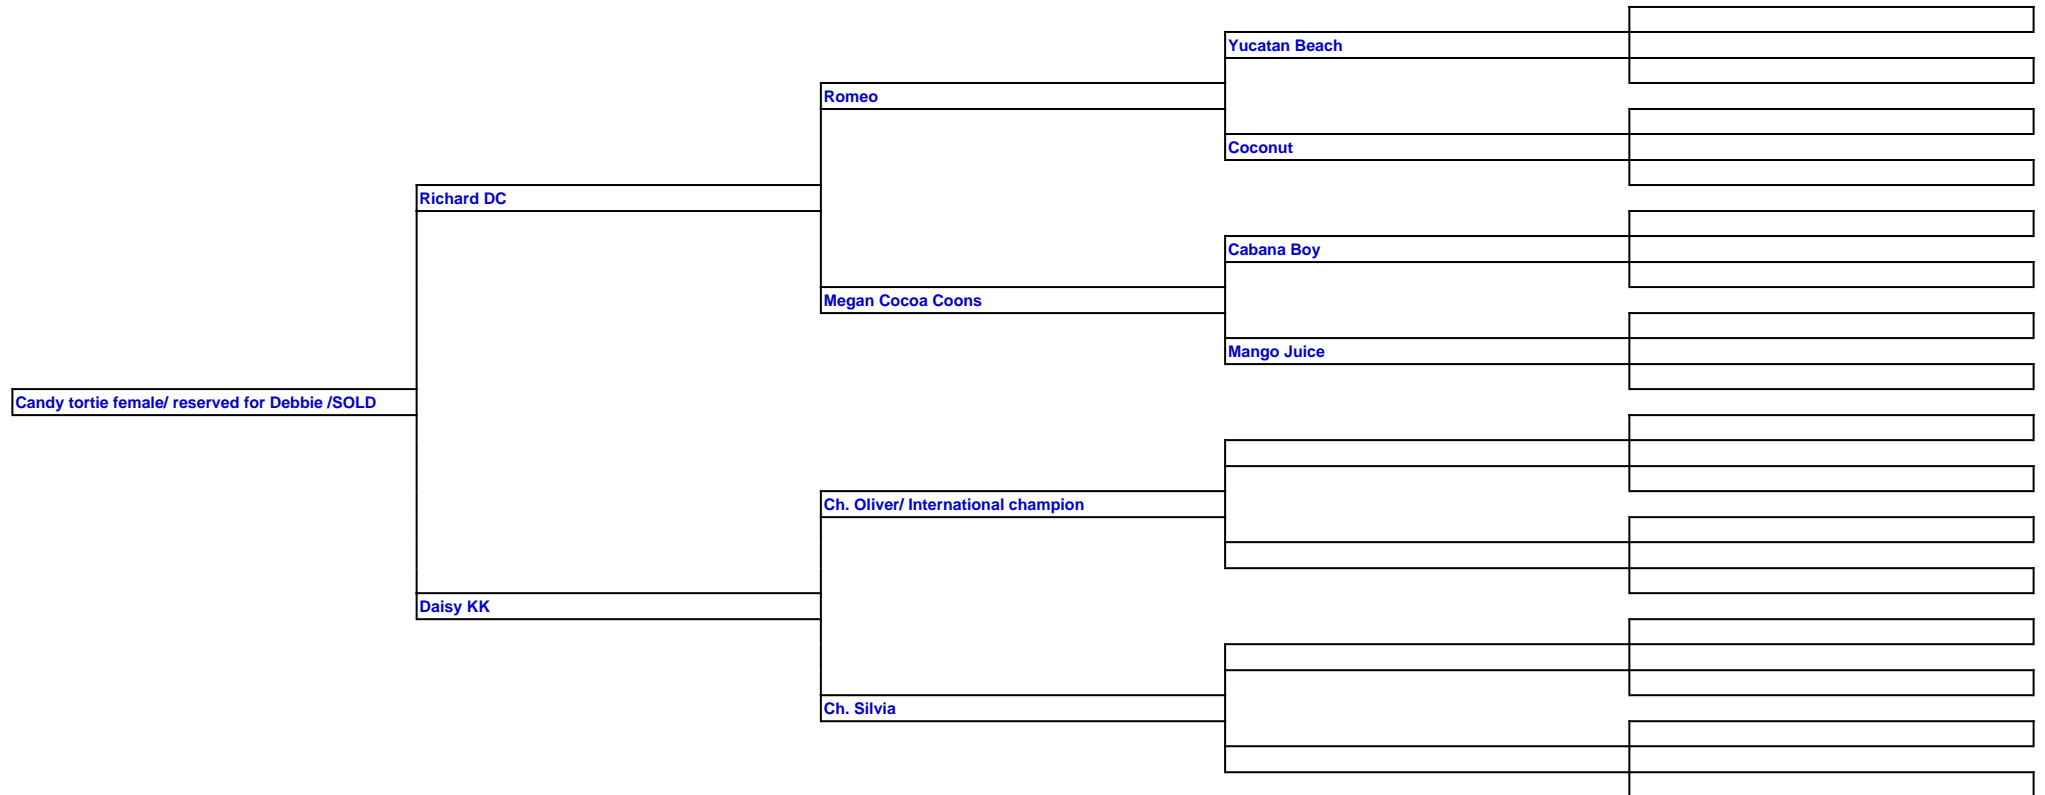 Yucatan Beach
Romeo
Coconut
Richard DC
Cabana Boy
Megan Cocoa Coons
Mango Juice
Candy tortie female/ reserved for Debbie /SOLD
Ch. Oliver/ International champion
Daisy KK
Ch. Silvia